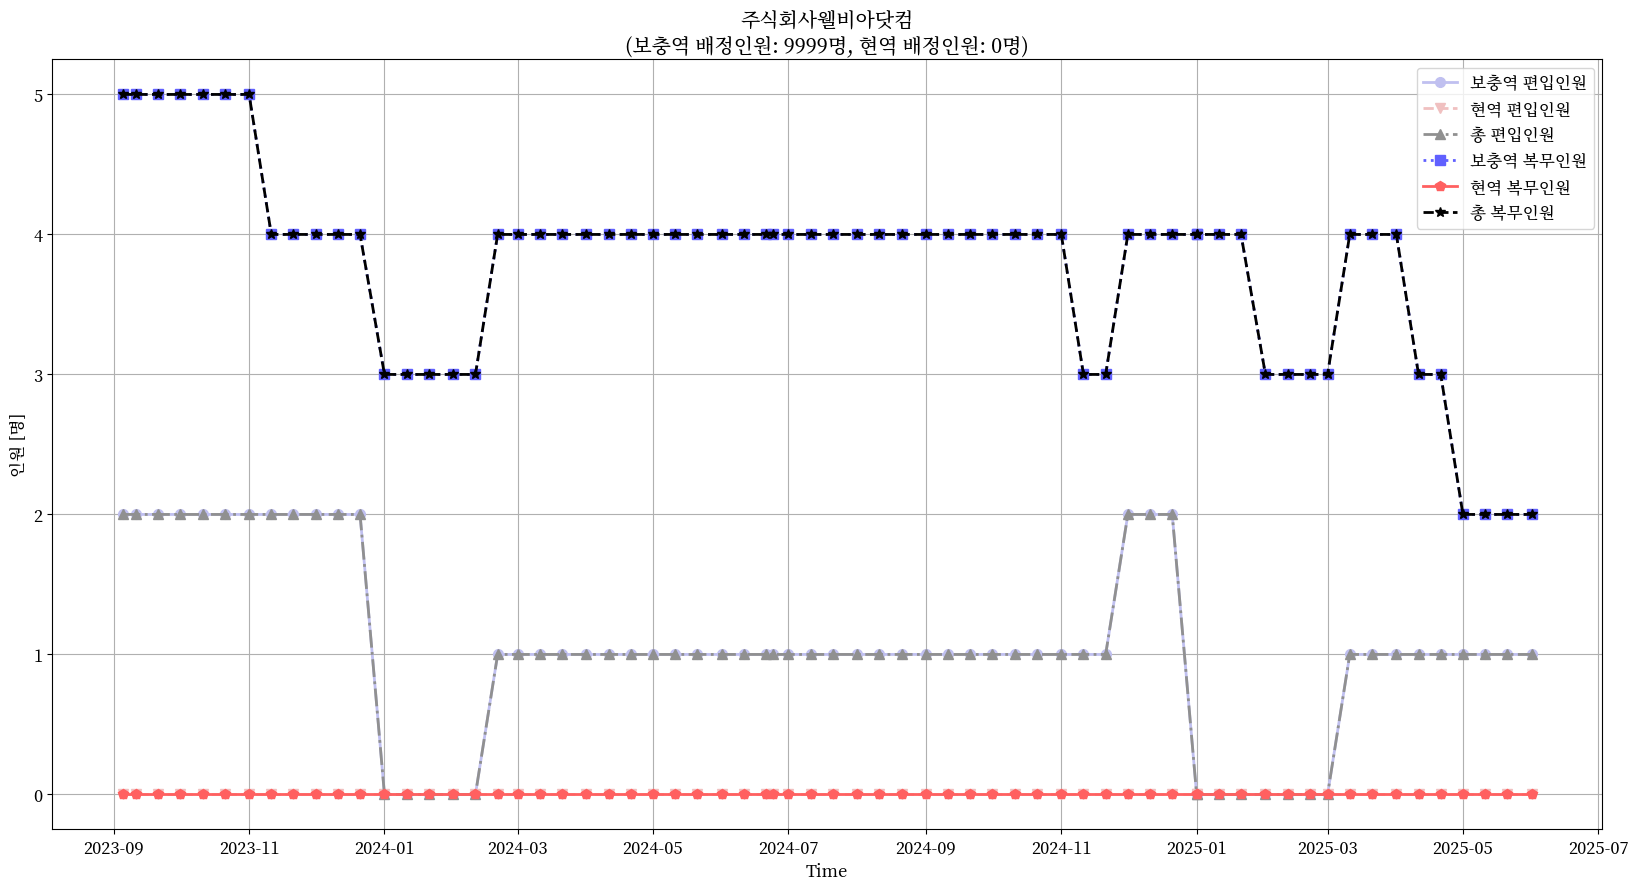 주식회사웰비아닷컴
(보충역 배정인원: 9999명, 현역 배정인원: 0명)
보충역 편입인원
현역 편입인원
총 편입인원
보충역 복무인원
현역 복무인원
총 복무인원
인원 [명]
5
4
3
2
1
0
2023-09
2023-11
2024-01
2024-03
2024-05
2024-07
2024-09
2024-11
2025-01
2025-03
2025-05
2025-07
Time